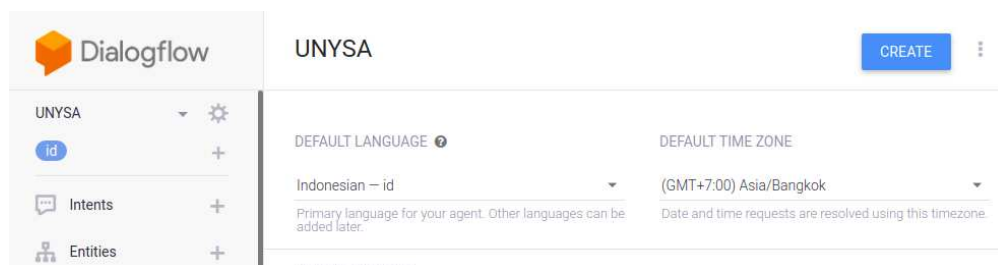 Dialogflow
UNYSA
CREATE
UNYSA
id
DEFAULT LANGUAGE
DEFAULT TIME ZONE
Indonesian — id
(GMT+7:00) Asia/Bangkok
Primary language for your agent. Other languages can be
added later.
Date and time requests are resolved using this timezone.
Intents
Entities